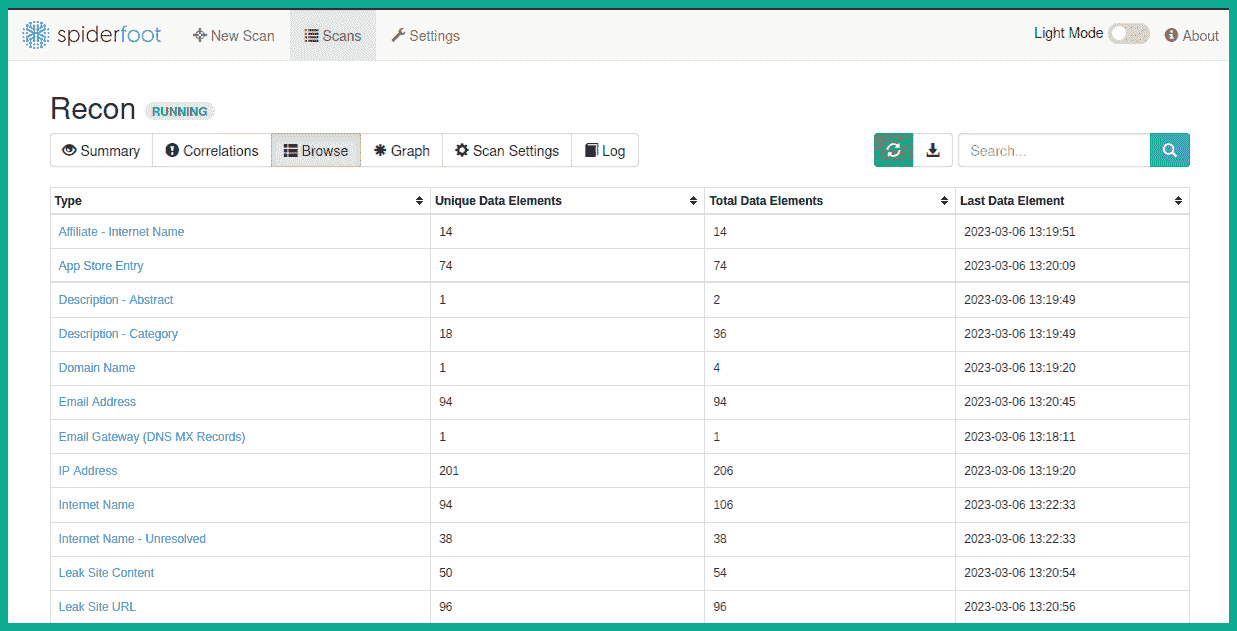 spiderfoot New Scan Scans Settings Light Mode About
Recon RUNNING
Summary Correlations Browse Graph Scan Settings Log Search...
Type Unique Data Elements Total Data Elements Last Data Element
Affiliate - Internet Name 14 14 2023-03-06 13:19:51
App Store Entry 74 74 2023-03-06 13:20:09
Description - Abstract 1 2 2023-03-06 13:19:49
Description - Category 18 36 2023-03-06 13:19:49
Domain Name 1 4 2023-03-06 13:19:20
Email Address 94 94 2023-03-06 13:20:45
Email Gateway (DNS MX Records) 1 1 2023-03-06 13:18:11
IP Address 201 206 2023-03-06 13:19:20
Internet Name 94 106 2023-03-06 13:22:33
Internet Name - Unresolved 38 38 2023-03-06 13:22:33
Leak Site Content 50 54 2023-03-06 13:20:54
Leak Site URL 96 96 2023-03-06 13:20:56